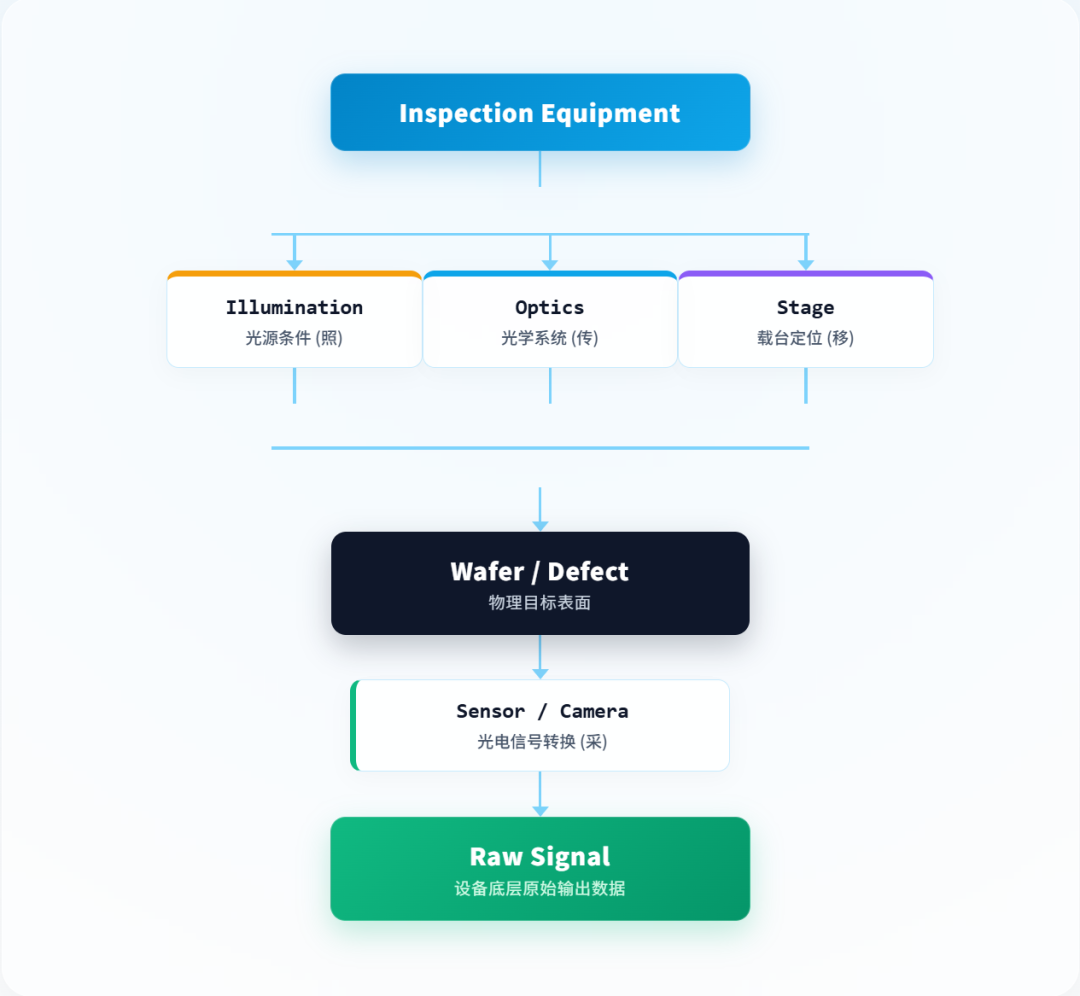 Inspection Equipment
Illumination
光源条件 (照)
Optics
光学系统 (传)
Stage
载台定位 (移)
Wafer / Defect
物理目标表面
Sensor / Camera
光电信号转换 (采)
Raw Signal
设备底层原始输出数据